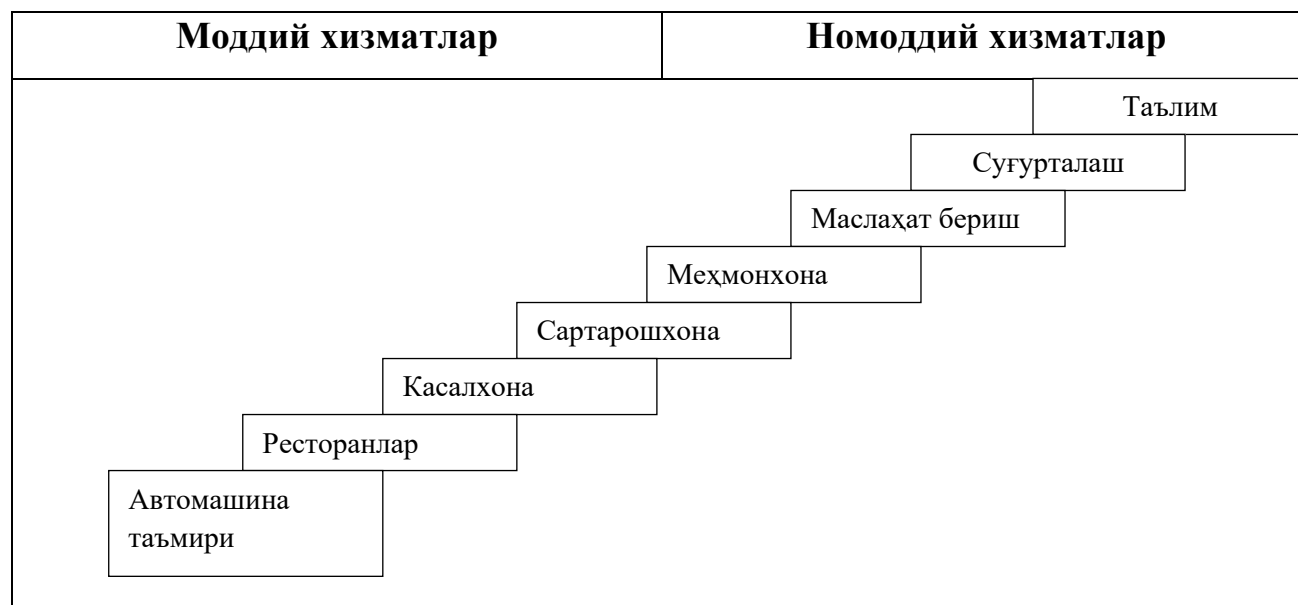 Моддий хизматлар
Номоддий хизматлар
Таълим
Суғурталаш
Маслаҳат бериш
Меҳмонхона
Сартарошхона
Касалхона
Ресторанлар
Автомашина
таъмири